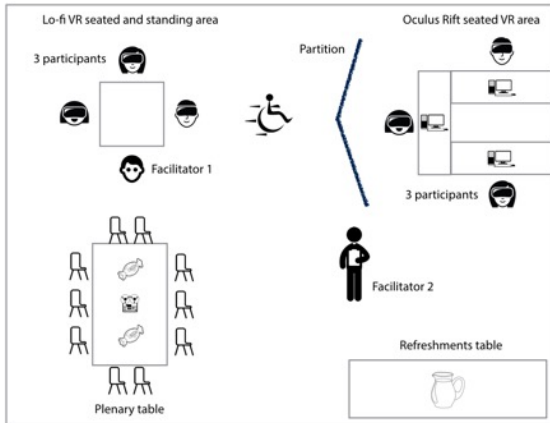 Lo-fi VR seated and standing area
Oculus Rift seated VR area
3 participants
Partition
Facilitator 1
3 participants
Facilitator 2
Refreshments table
Plenary table